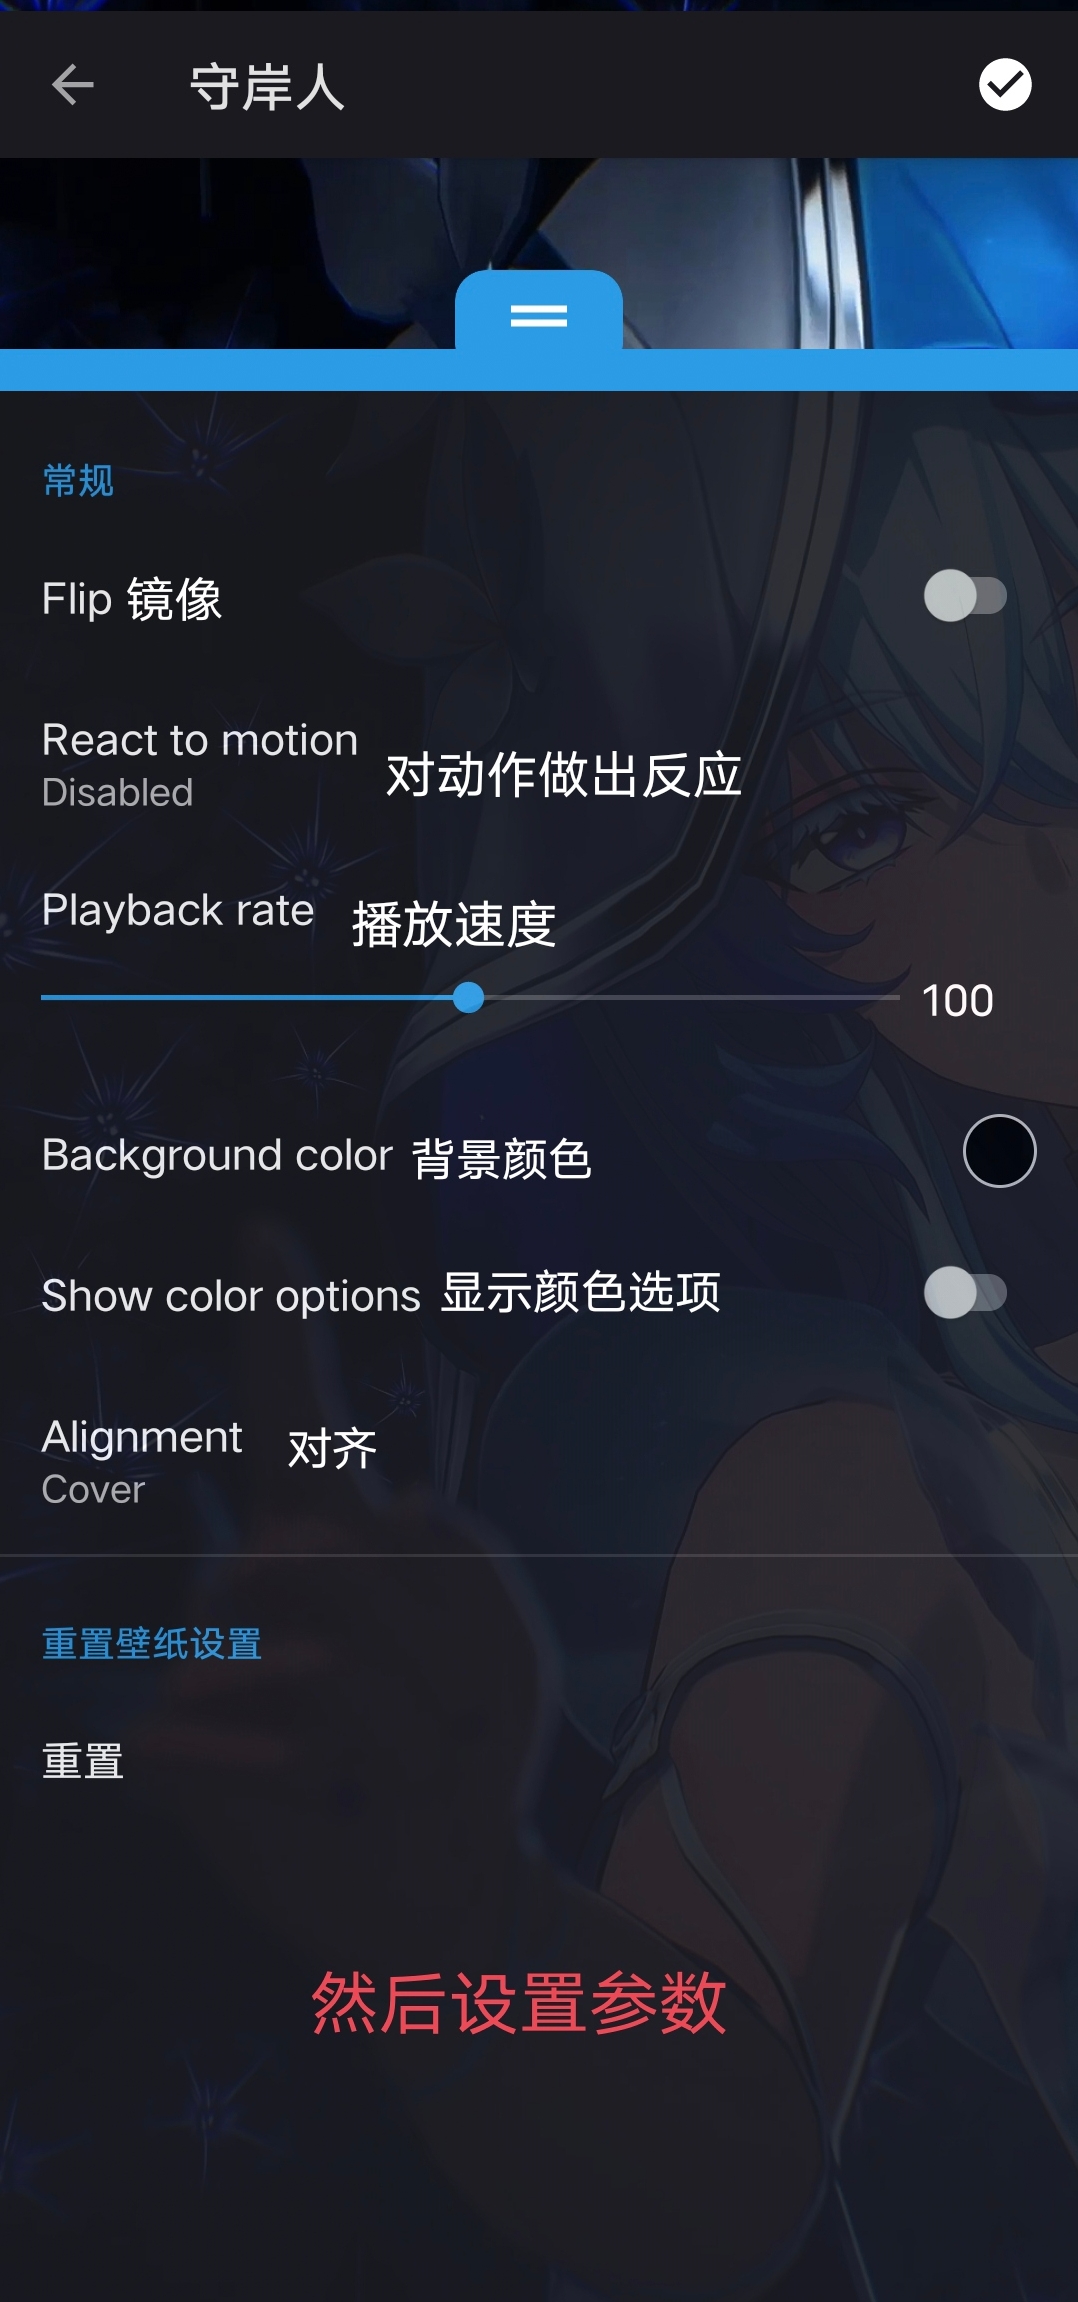 守岸人
常规
Flip 镜像
React to motion
Disabled
对动作做出反应
Playback rate 播放速度
100
Background color 背景颜色
Show color options 显示颜色选项
Alignment 对齐
Cover
重置壁纸设置
重置
然后设置参数